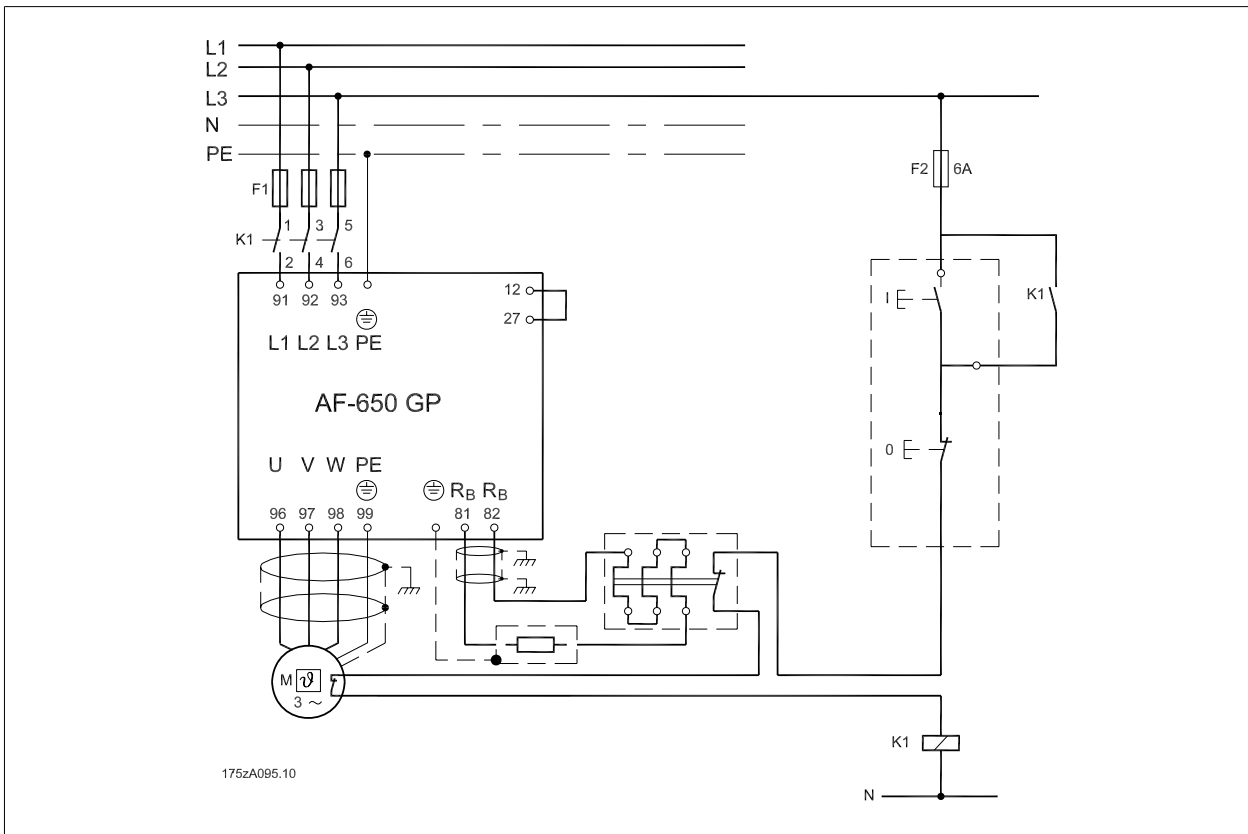 L1
L2
L3
N
PE
F2 6A
F1
1 3 5
K1
2 4 6
91 92 93
12
27
L1 L2 L3 PE
I
K1
AF-650 GP
0
U V W PE
RB RB
96 97 98 99 81 82
M ϑ
3 ~
K1
175zA095.10
N